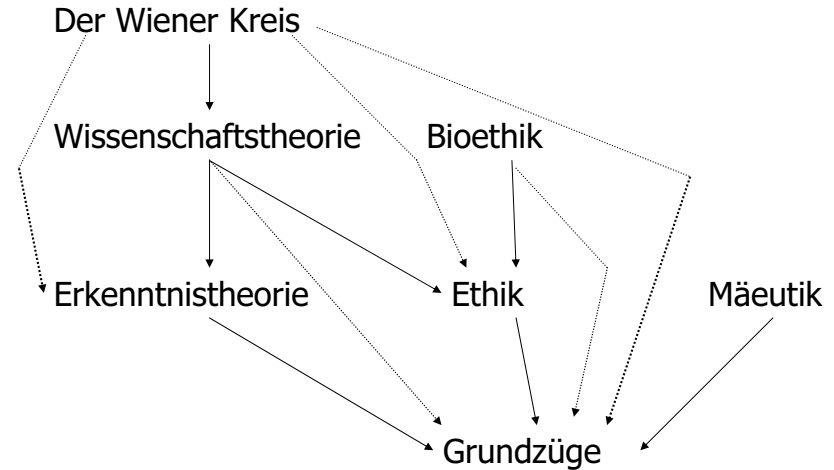 Der Wiener Kreis
Wissenschaftstheorie Bioethik
Erkenntnistheorie Ethik Mäeutik
Grundzüge